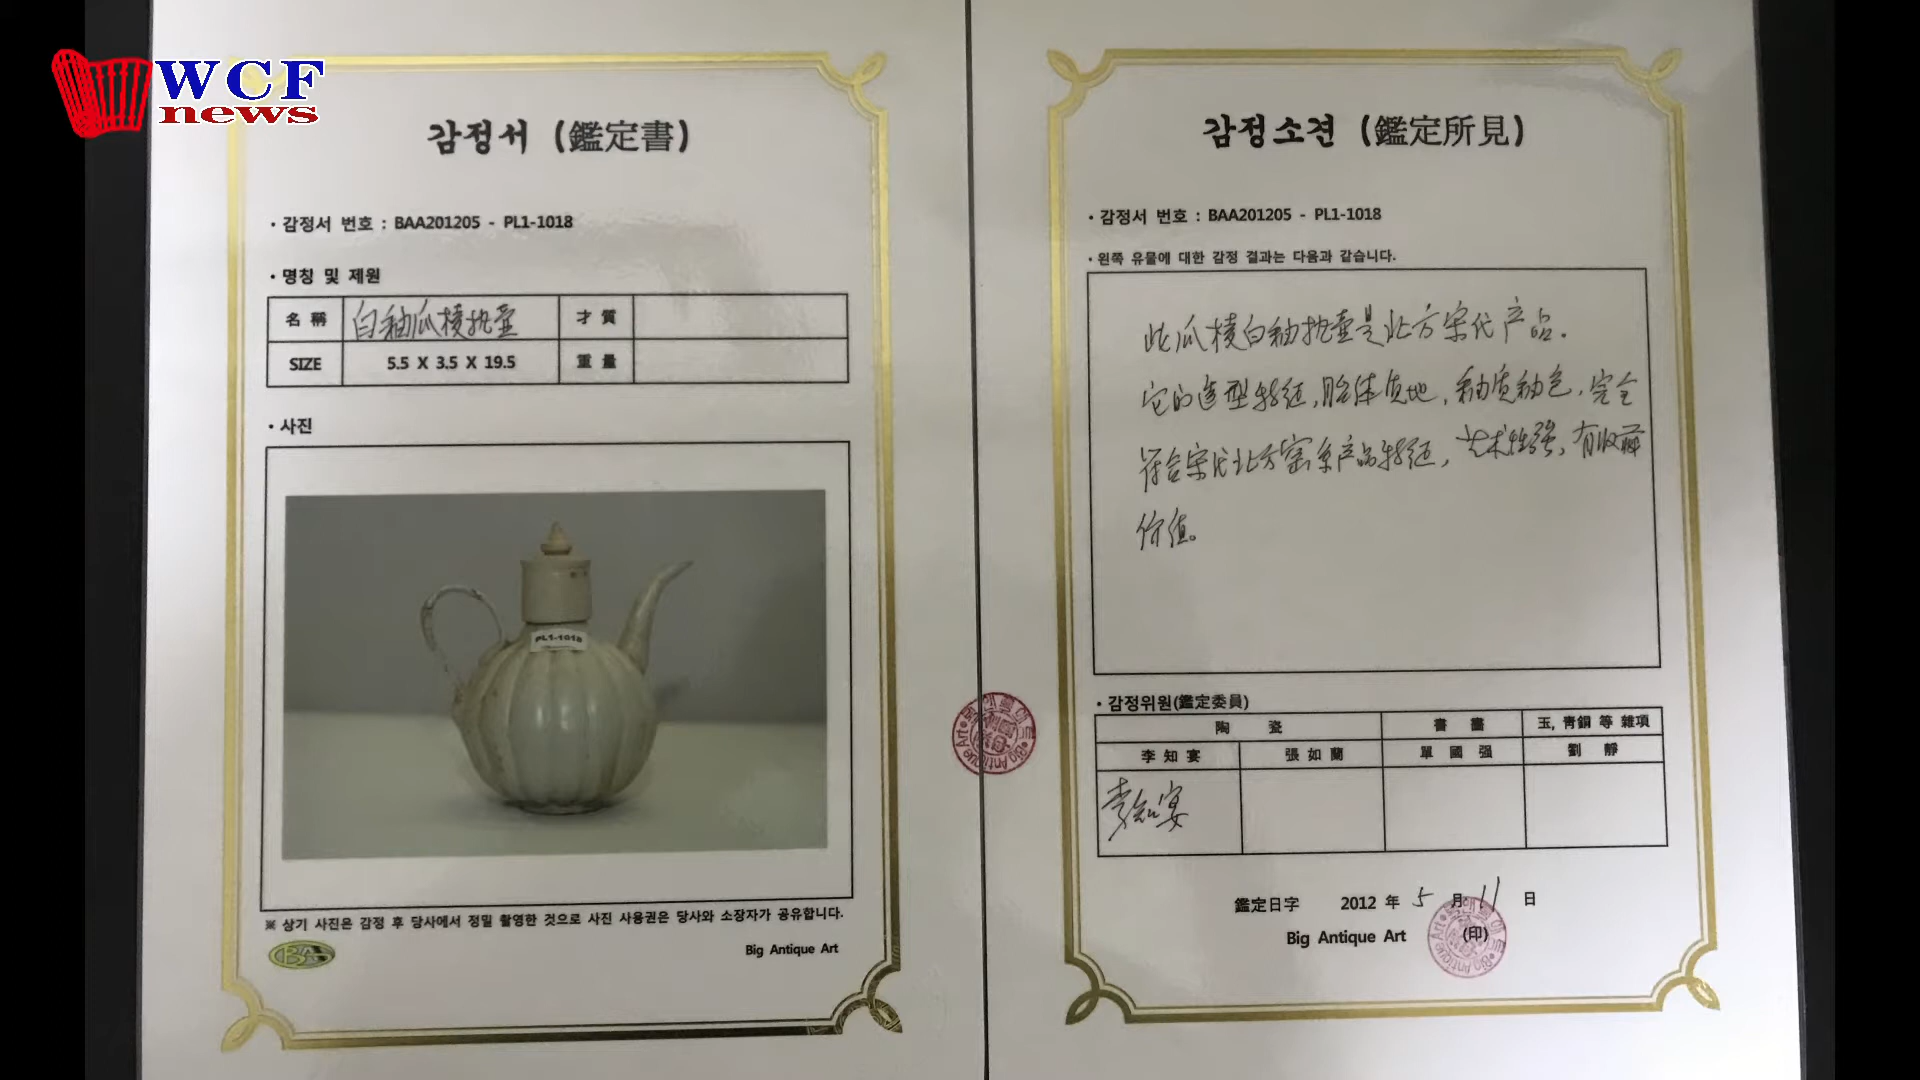 WCF
news
감정서 (鑑定書)
· 감정서 번호 : BAA201205 - PL1-1018
· 명칭 및 제원
名 稱 白釉瓜棱执壶 才 質
SIZE 5.5 X 3.5 X 19.5 重 量
· 사진
PL1-1018
※ 상기 사진은 감정 후 당사에서 정밀 촬영한 것으로 사진 사용권은 당사와 소장자가 공유합니다.
BAA
Big Antique Art
감정소견 (鑑定所見)
· 감정서 번호 : BAA201205 - PL1-1018
· 왼쪽 유물에 대한 감정 결과는 다음과 같습니다.
此瓜棱白釉执壶是北方宋代产品.
它的造型特征,胎体质地,釉质釉色,完全
符合宋代北方窑系产品特征,艺术性强,有收藏
价值。
· 감정위원(鑑定委員)
陶 瓷 書 畵 玉, 靑銅 等 雜項
李 知 宴 張 如 蘭 單 國 强 劉 靜
李知宴
鑑定日字 2012 年 5 月 11 日
Big Antique Art (印)
빅앤틱아트 Big Antique Art